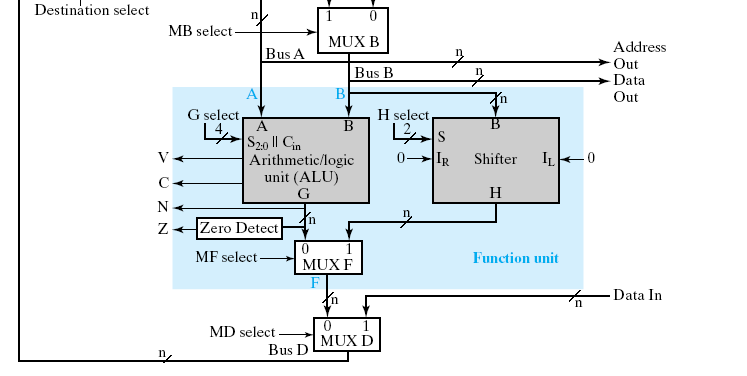 Destination select
n
1 0
MB select
MUX B
Bus A
n
Address
Out
Bus B
n
Data
Out
A
B
n
G select
4
A
B
S2:0 || Cin
Arithmetic/logic
unit (ALU)
G
H select
2
B
S
0
IR
Shifter
IL
0
H
V
C
N
Z
Zero Detect
n
n
0 1
MF select
MUX F
F
Function unit
n
Data In
n
0 1
MD select
MUX D
Bus D
n